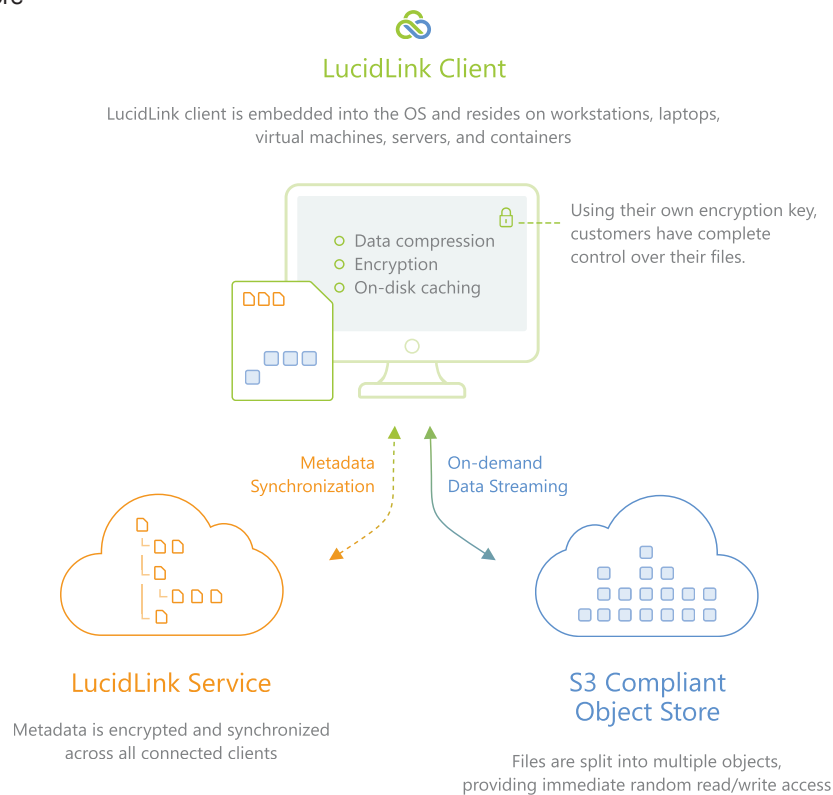 LucidLink Client
LucidLink client is embedded into the OS and resides on workstations, laptops,
virtual machines, servers, and containers
Using their own encryption key,
customers have complete
control over their files.
Data compression
Encryption
On-disk caching
Metadata
Synchronization
On-demand
Data Streaming
LucidLink Service
Metadata is encrypted and synchronized
across all connected clients
S3 Compliant
Object Store
Files are split into multiple objects,
providing immediate random read/write access